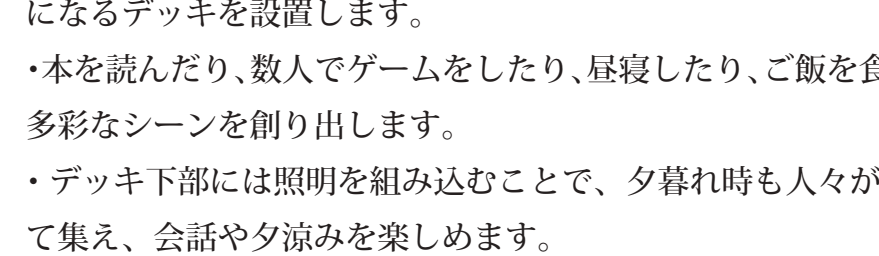 になるデッキを設置します。
・本を読んだり、数人でゲームをしたり、昼寝したり、ご飯を食
多彩なシーンを創り出します。
・デッキ下部には照明を組み込むことで、夕暮れ時も人々が
て集え、会話や夕涼みを楽しめます。